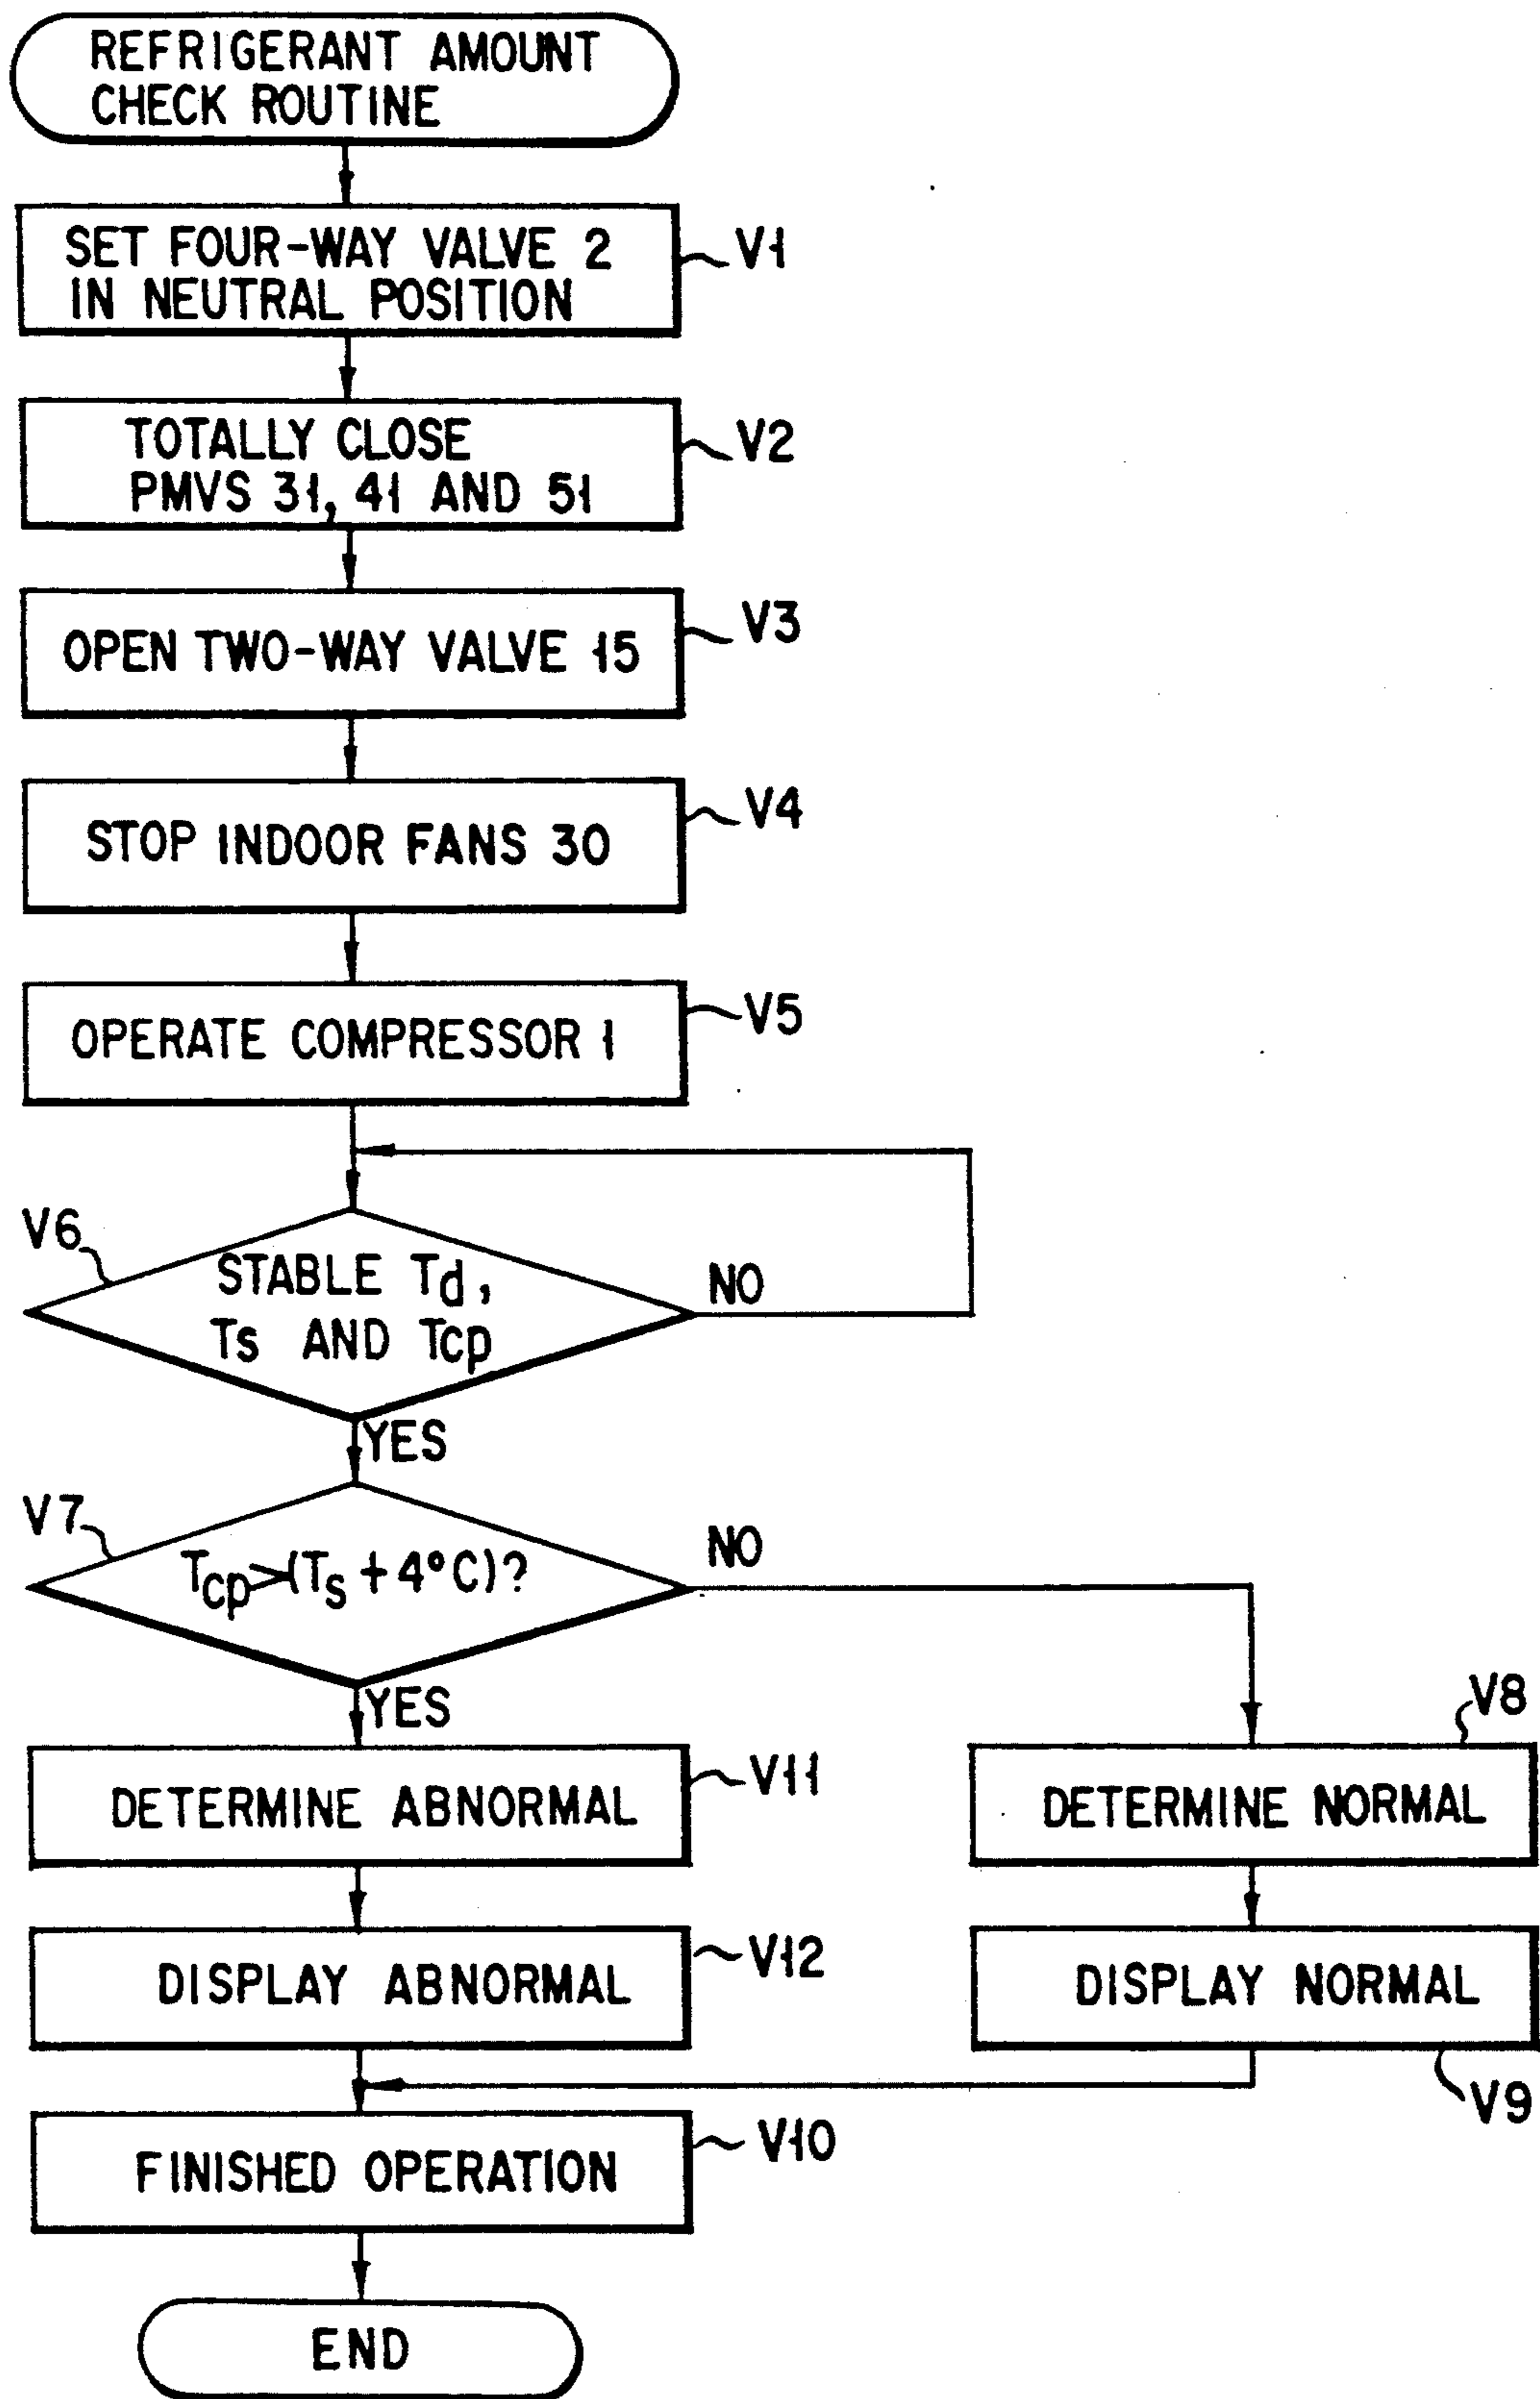 REFRIGERANT AMOUNT
CHECK ROUTINE
SET FOUR-WAY VALVE 2
IN NEUTRAL POSITION
V1
TOTALLY CLOSE
PMVS 31, 41 AND 51
V2
OPEN TWO-WAY VALVE 15
V3
STOP INDOOR FANS 30
V4
OPERATE COMPRESSOR 1
V5
V6
STABLE Td,
Ts AND Tcp
NO
YES
V7
Tcp>(Ts+4°C)?
NO
YES
V8
DETERMINE ABNORMAL
V11
DETERMINE NORMAL
DISPLAY ABNORMAL
V12
DISPLAY NORMAL
V9
FINISHED OPERATION
V10
END